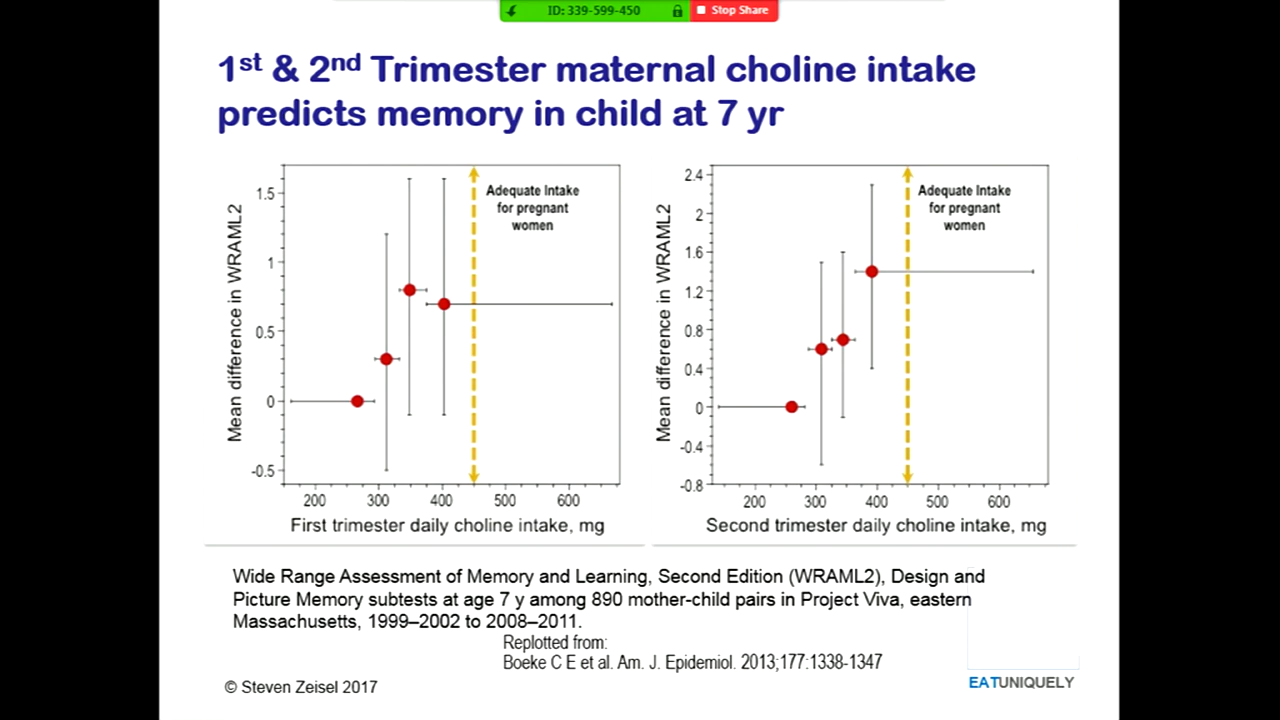 ID: 339-599-450
Stop Share
1st & 2nd Trimester maternal choline intake
predicts memory in child at 7 yr
Mean difference in WRAML2
1.5
1
0.5
0
-0.5
Adequate Intake
for pregnant
women
200 300 400 500 600
First trimester daily choline intake, mg
Mean difference in WRAML2
2.4
2
1.6
1.2
0.8
0.4
0
-0.4
-0.8
Adequate Intake
for pregnant
women
200 300 400 500 600
Second trimester daily choline intake, mg
Wide Range Assessment of Memory and Learning, Second Edition (WRAML2), Design and
Picture Memory subtests at age 7 y among 890 mother-child pairs in Project Viva, eastern
Massachusetts, 1999–2002 to 2008–2011.
Replotted from:
Boeke C E et al. Am. J. Epidemiol. 2013;177:1338-1347
© Steven Zeisel 2017
EATUNIQUELY